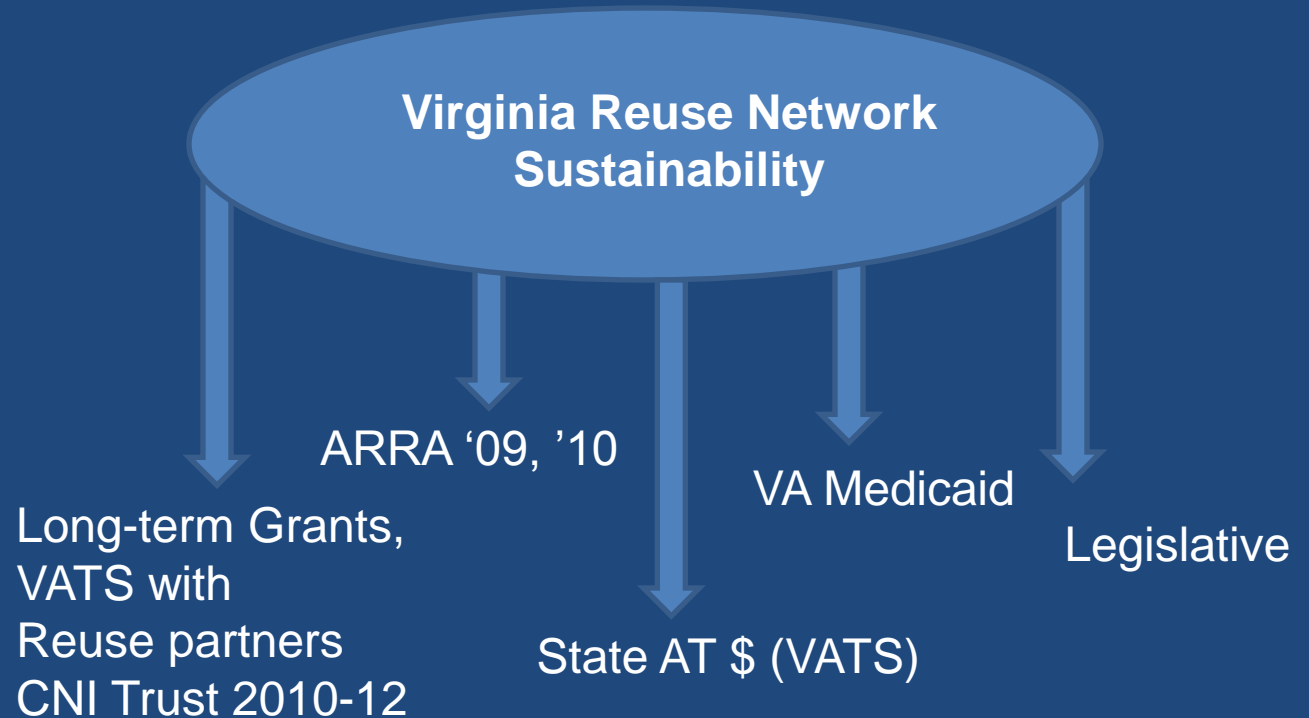 Virginia Reuse Network
Sustainability
Long-term Grants,
VATS with
Reuse partners
CNI Trust 2010-12
ARRA ‘09, ’10
State AT $ (VATS)
VA Medicaid
Legislative